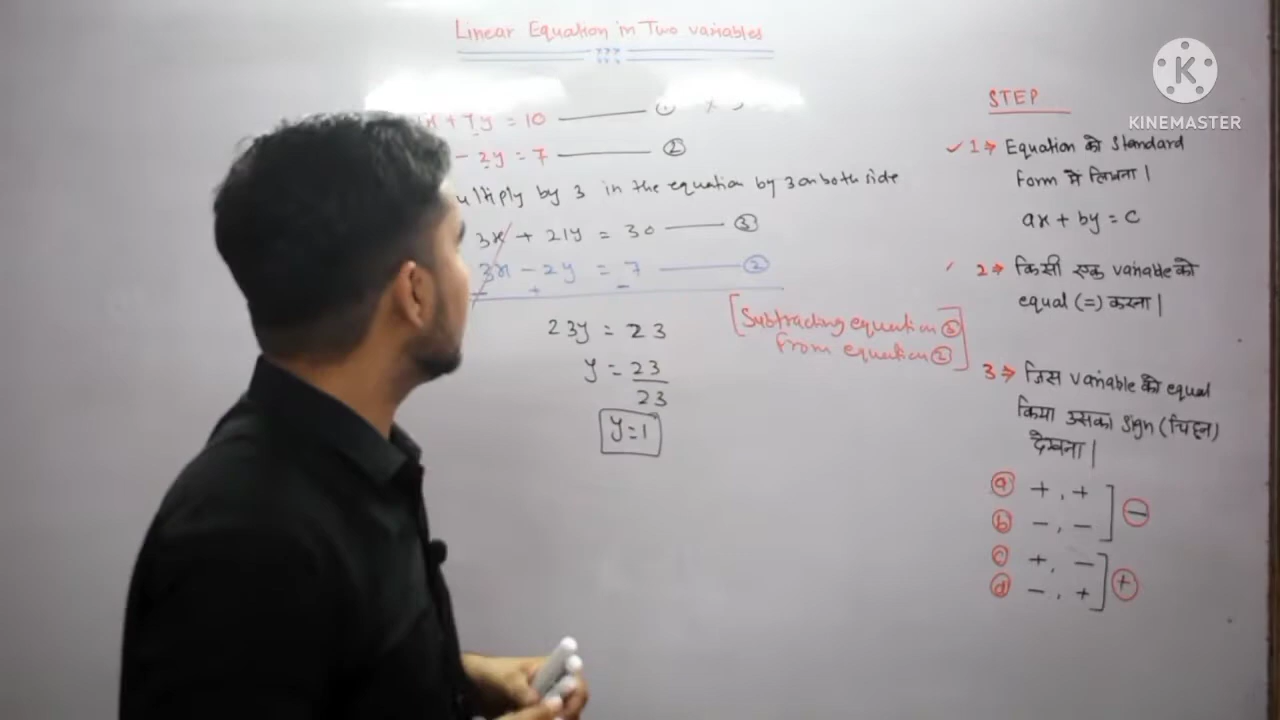 Linear Equation in Two variables
x + 7y = 10
- 2y = 7 ②
ultiply by 3 in the equation by 3 on both side
3x + 21y = 30 ③
3x - 2y = 7 ②
- + -
23y = 23
y = 23
23
y=1
[Subtracting equation ③
from equation ②]
STEP
KINEMASTER
✓ 1⇒ Equation को Standard
form में लिखना।
ax + by = c
2⇒ किसी एक variable को
equal (=) करना।
3⇒ जिस variable को equal
किया उसका sign (चिह्न)
देखना।
ⓐ +, +
ⓑ -, - ] ⊖
ⓒ +, -
ⓓ -, + ] ⊕